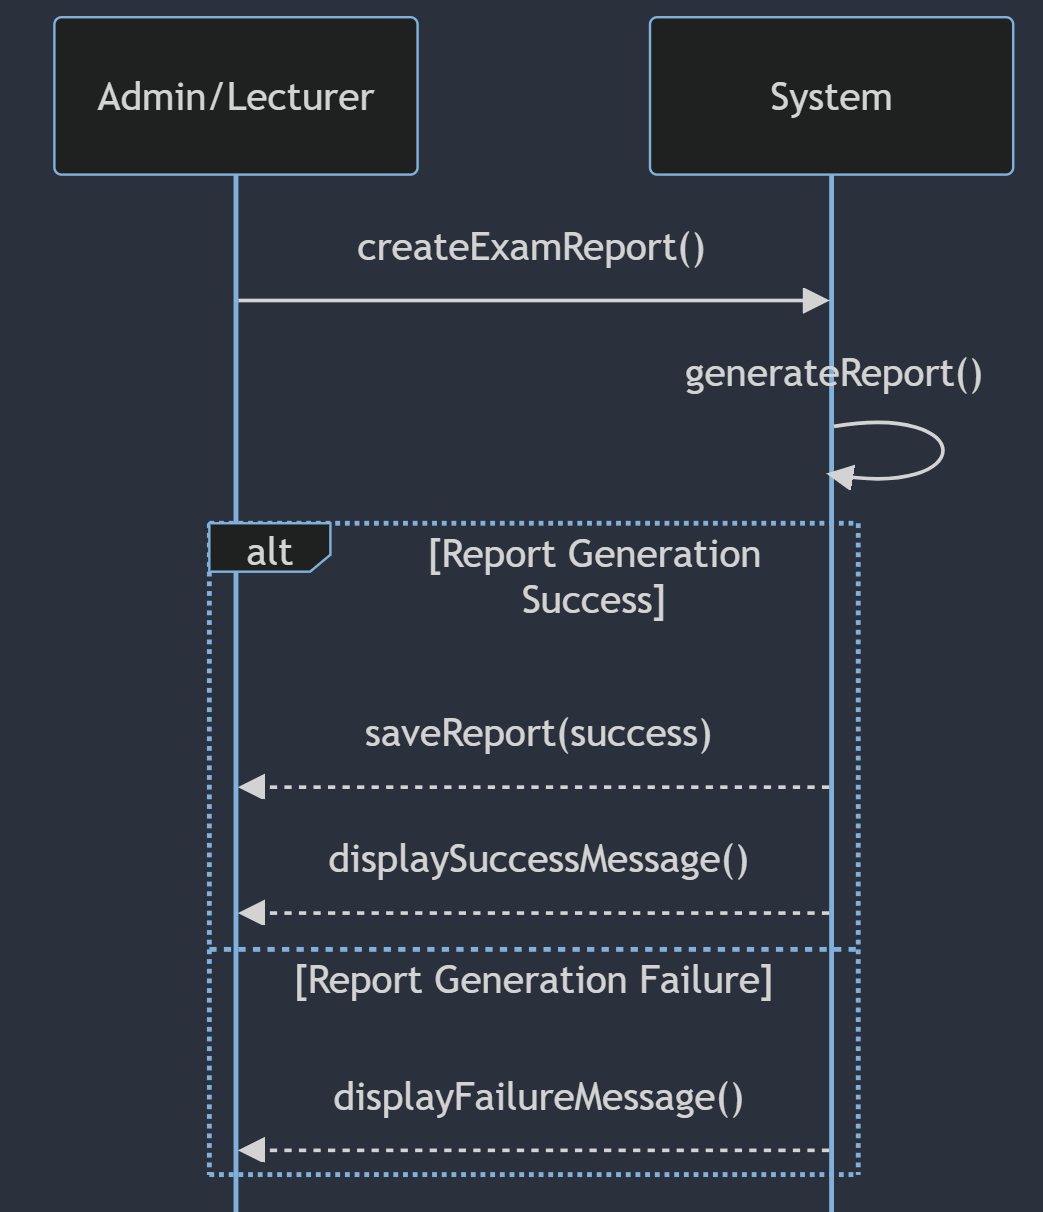 Admin/Lecturer
System
createExamReport()
generateReport()
alt
[Report Generation
Success]
saveReport(success)
displaySuccessMessage()
[Report Generation Failure]
displayFailureMessage()